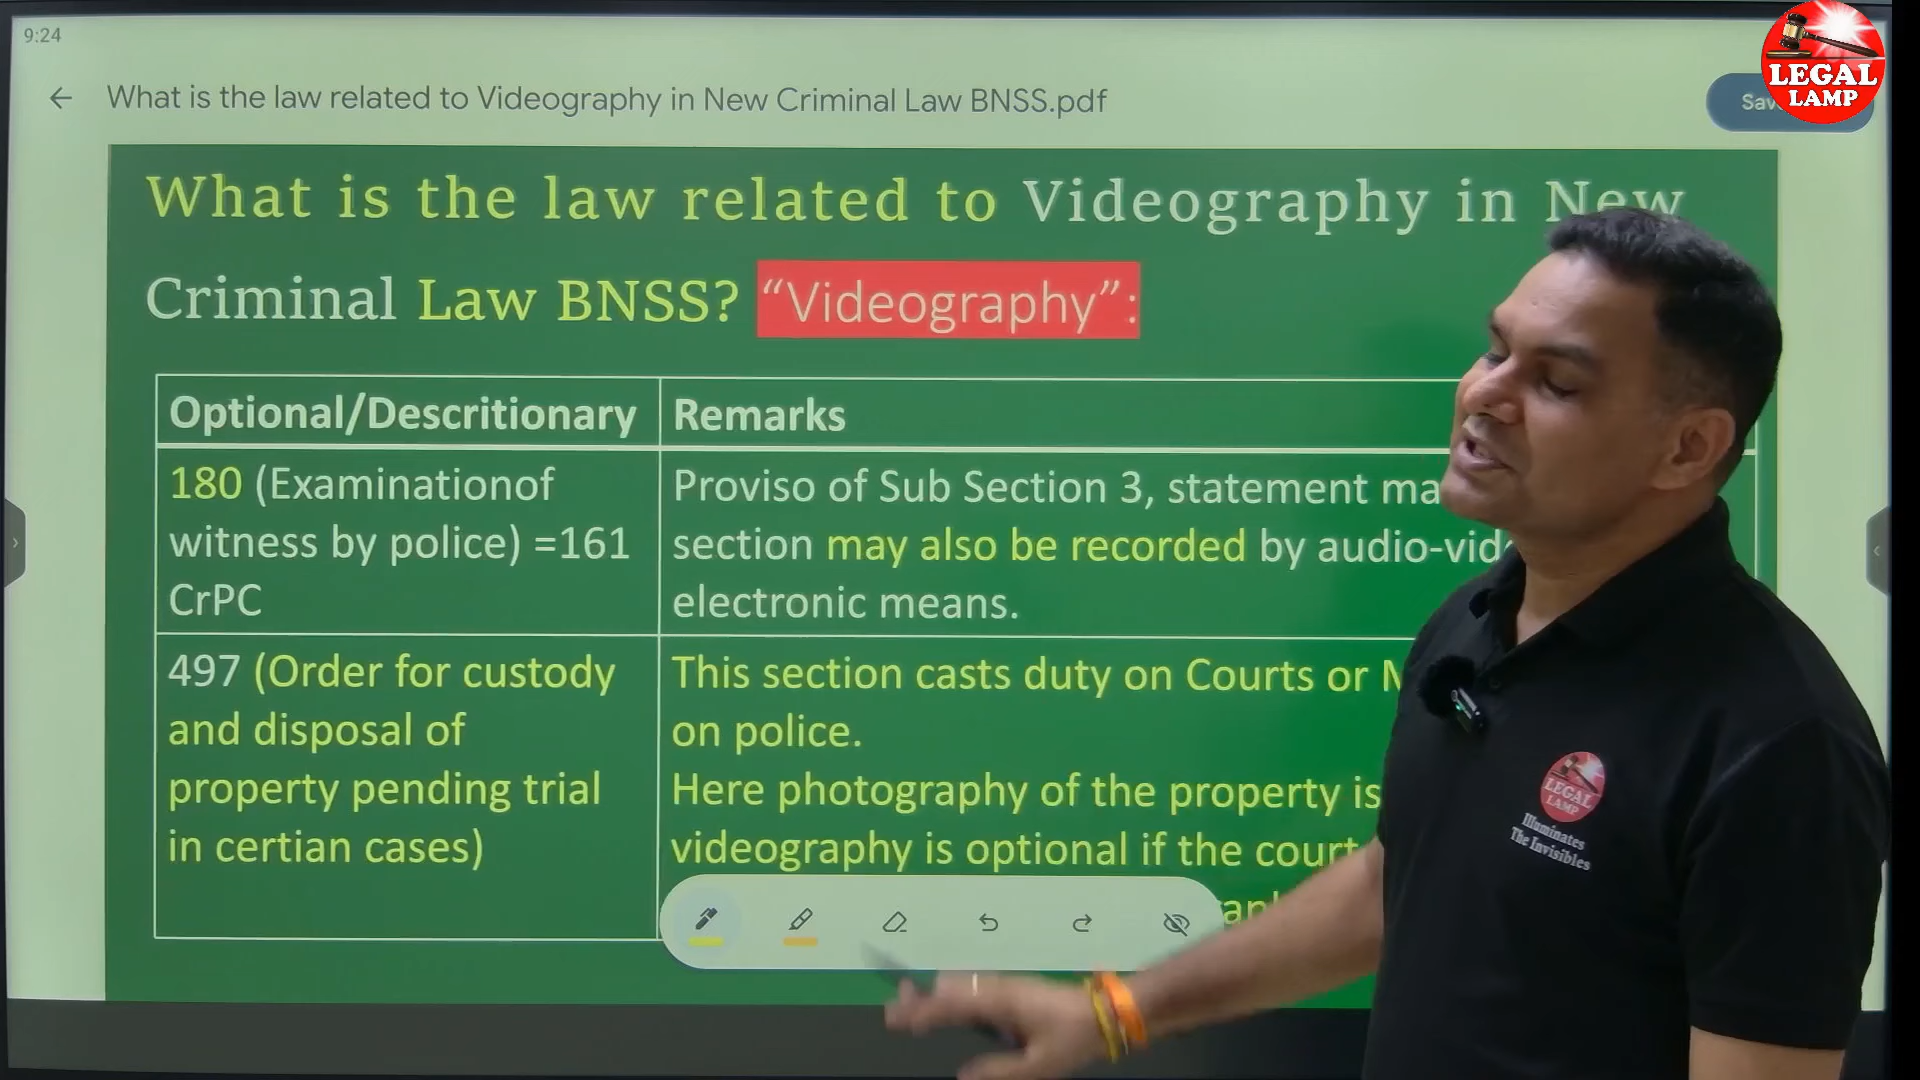 9:24
What is the law related to Videography in New Criminal Law BNSS.pdf
LEGAL
LAMP
What is the law related to Videography in New
Criminal Law BNSS? “Videography”:
Optional/Descritionary
Remarks
180 (Examinationof
witness by police) =161
CrPC
Proviso of Sub Section 3, statement
section may also be recorded by
electronic means.
497 (Order for custody
and disposal of
property pending trial
in certian cases)
This section casts duty on Courts or
on police.
Here photography of the property is
videography is optional if the court
LEGAL
LAMP
Illuminates
The Invisibles